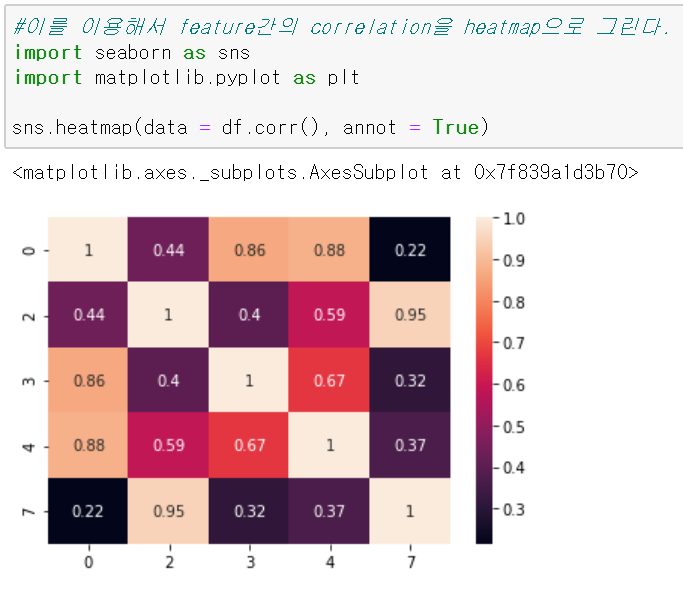 #이를 이용해서 feature간의 correlation을 heatmap으로 그린다.
import seaborn as sns
import matplotlib.pyplot as plt
sns.heatmap(data = df.corr(), annot = True)
<matplotlib.axes._subplots.AxesSubplot at 0x7f839a1d3b70>
0 1 0.44 0.86 0.88 0.22
2 0.44 1 0.4 0.59 0.95
3 0.86 0.4 1 0.67 0.32
4 0.88 0.59 0.67 1 0.37
7 0.22 0.95 0.32 0.37 1
0 2 3 4 7
1.0
0.9
0.8
0.7
0.6
0.5
0.4
0.3